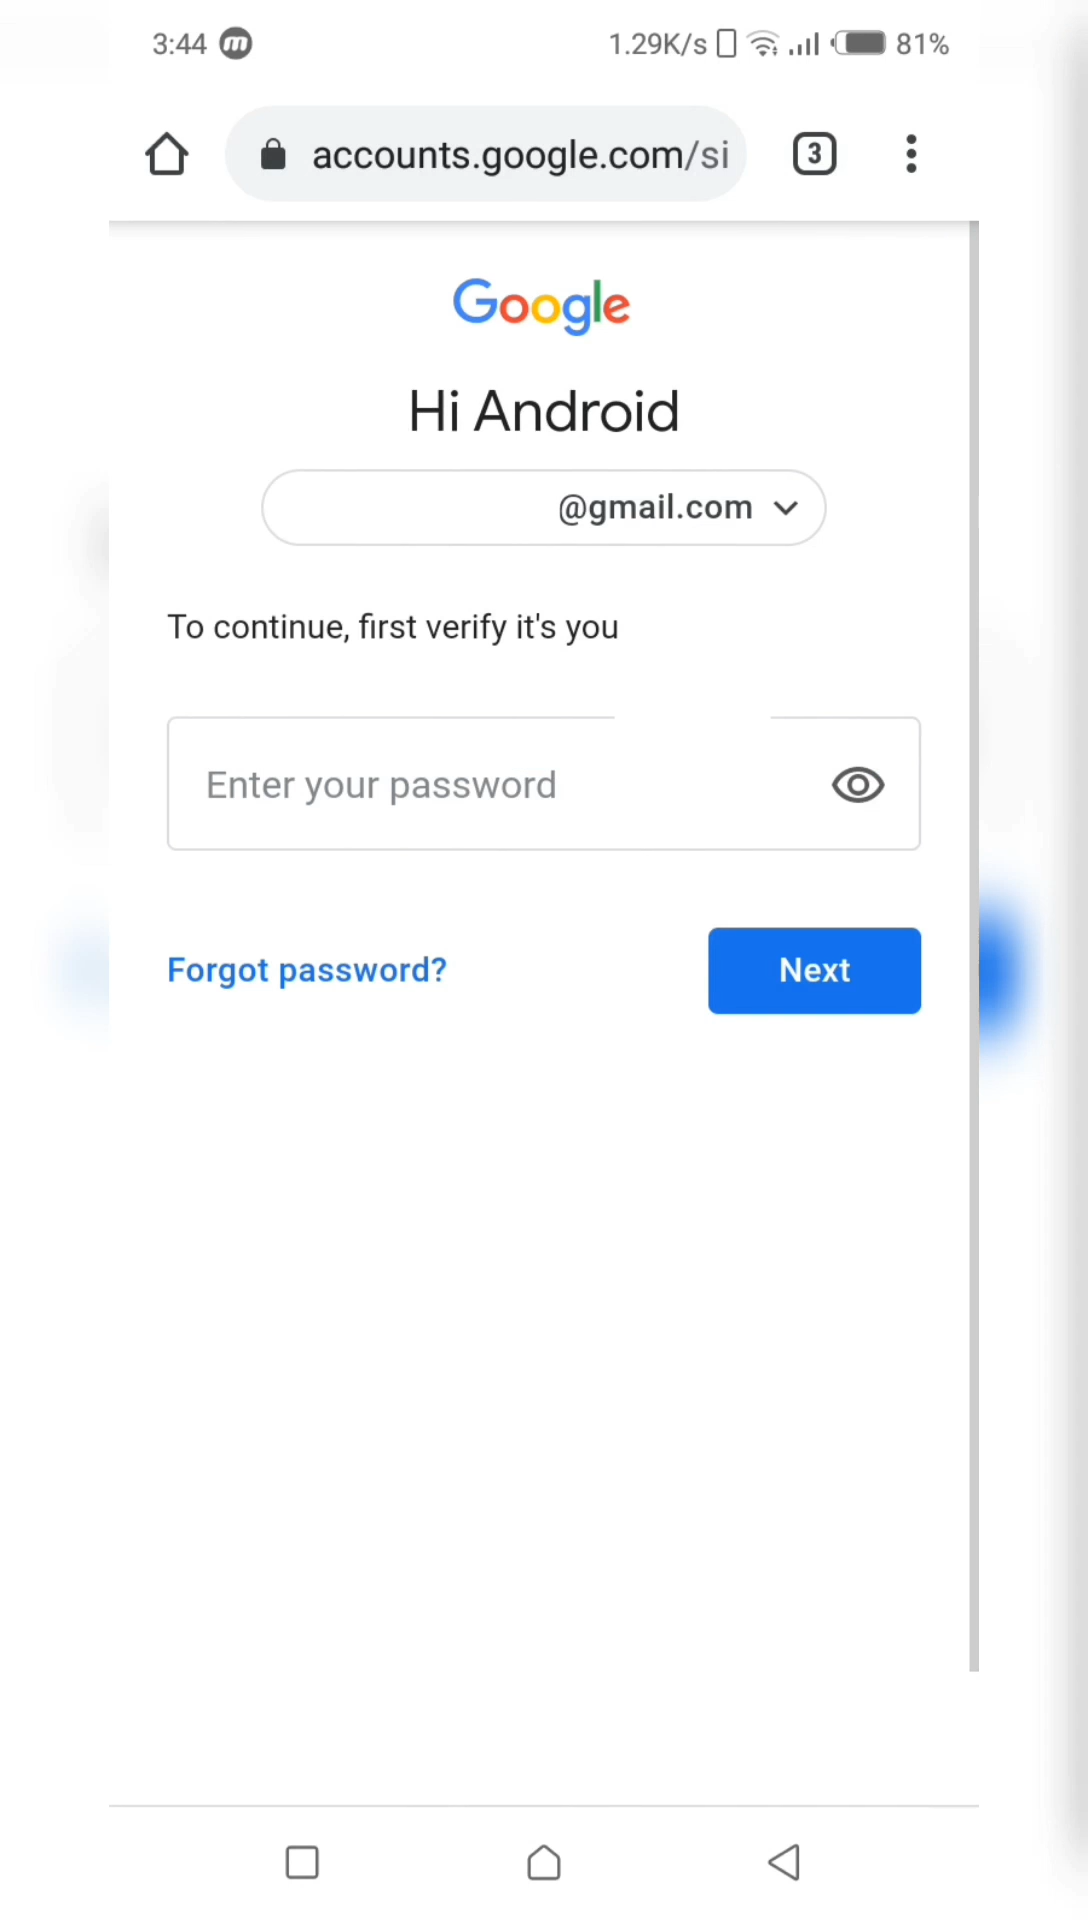 3:44 m 1.29K/s 81%
accounts.google.com/si 3
Google
Hi Android
@gmail.com
To continue, first verify it's you
Enter your password
Forgot password? Next